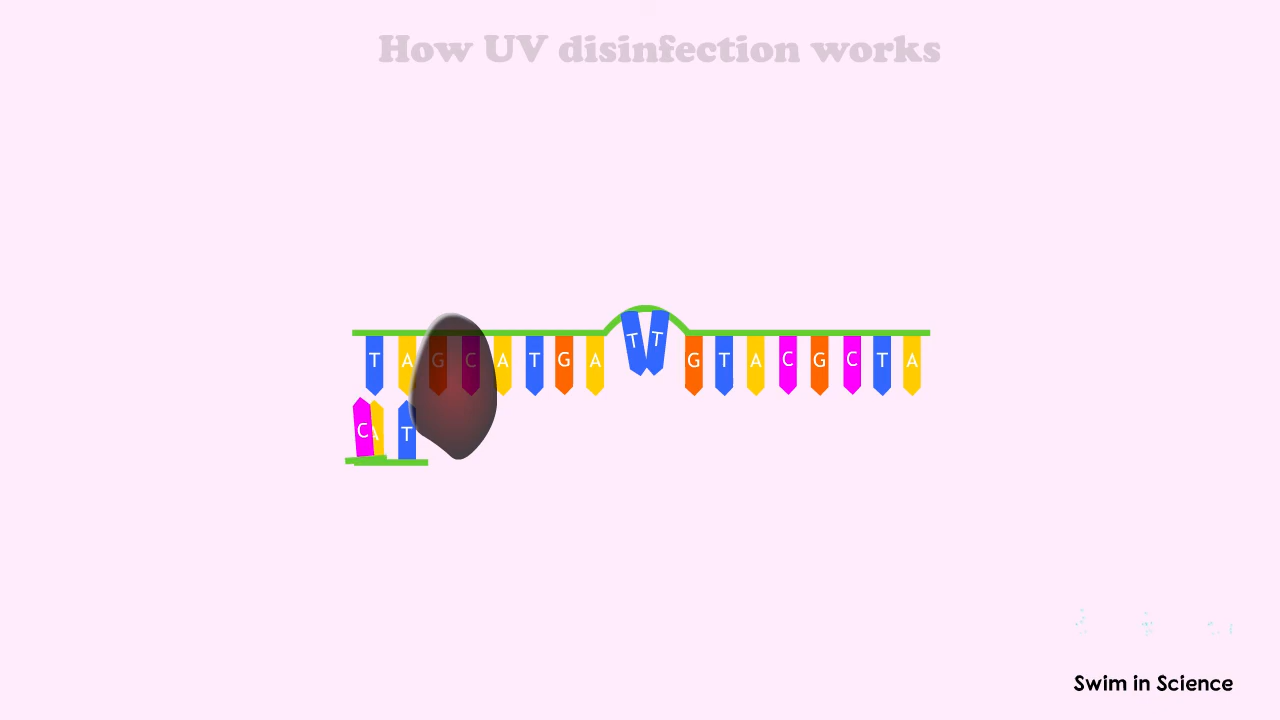 How UV disinfection works
T A G C A T G A T T G T A C G C T A
C A T
Swim in Science